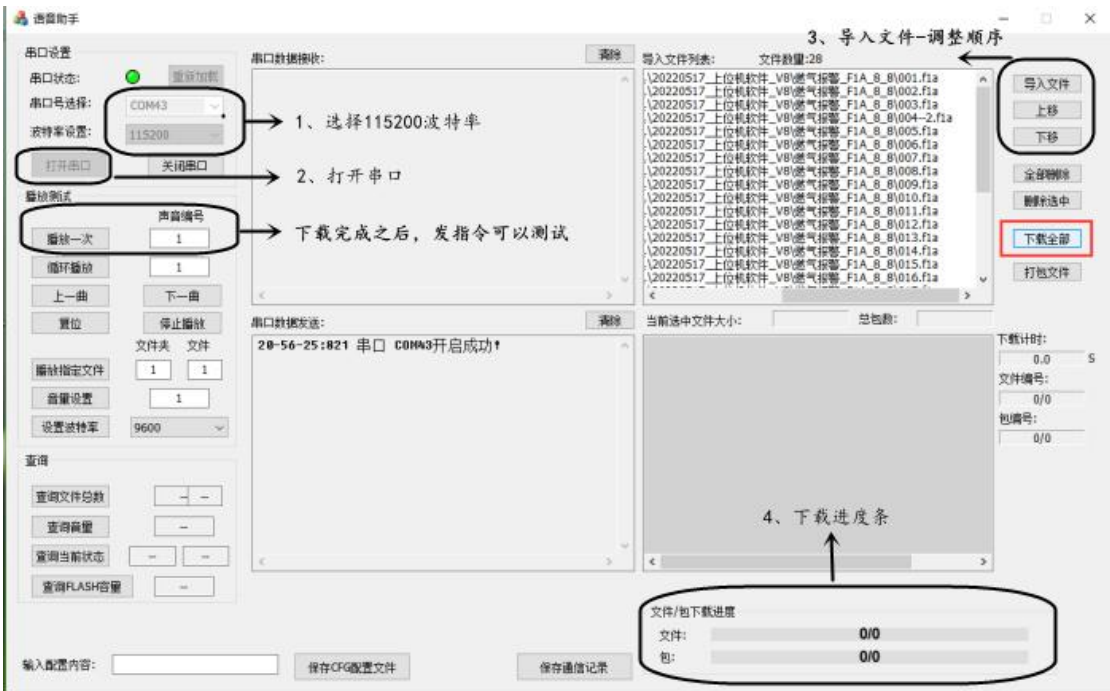 语音助手
串口设置
串口状态:
重新加载
串口号选择:
COM43
波特率设置:
115200
打开串口
关闭串口
播放测试
声音编号
播放一次
1
循环播放
1
上一曲
下一曲
复位
停止播放
文件夹
文件
播放指定文件
1
1
音量设置
1
设置波特率
9600
查询
查询文件总数
--
--
查询音量
--
查询当前状态
--
--
查询FLASH容量
--
输入配置内容:
保存CFG配置文件
保存通信记录
串口数据接收:
清除
1、选择115200波特率
2、打开串口
下载完成之后，发指令可以测试
串口数据发送:
清除
20-56-25:821 串口 COM43开启成功!
3、导入文件-调整顺序
导入文件列表:
文件数量:28
.\20220517_上位机软件_V8\燃气报警_F1A_8_8\001.f1a
.\20220517_上位机软件_V8\燃气报警_F1A_8_8\002.f1a
.\20220517_上位机软件_V8\燃气报警_F1A_8_8\003.f1a
.\20220517_上位机软件_V8\燃气报警_F1A_8_8\004--2.f1a
.\20220517_上位机软件_V8\燃气报警_F1A_8_8\005.f1a
.\20220517_上位机软件_V8\燃气报警_F1A_8_8\006.f1a
.\20220517_上位机软件_V8\燃气报警_F1A_8_8\007.f1a
.\20220517_上位机软件_V8\燃气报警_F1A_8_8\008.f1a
.\20220517_上位机软件_V8\燃气报警_F1A_8_8\009.f1a
.\20220517_上位机软件_V8\燃气报警_F1A_8_8\010.f1a
.\20220517_上位机软件_V8\燃气报警_F1A_8_8\011.f1a
.\20220517_上位机软件_V8\燃气报警_F1A_8_8\012.f1a
.\20220517_上位机软件_V8\燃气报警_F1A_8_8\013.f1a
.\20220517_上位机软件_V8\燃气报警_F1A_8_8\014.f1a
.\20220517_上位机软件_V8\燃气报警_F1A_8_8\015.f1a
.\20220517_上位机软件_V8\燃气报警_F1A_8_8\016.f1a
导入文件
上移
下移
全部删除
删除选中
下载全部
打包文件
当前选中文件大小:
总包数:
下载计时:
0.0
S
文件编号:
0/0
包编号:
0/0
4、下载进度条
文件/包下载进度
文件:
0/0
包:
0/0